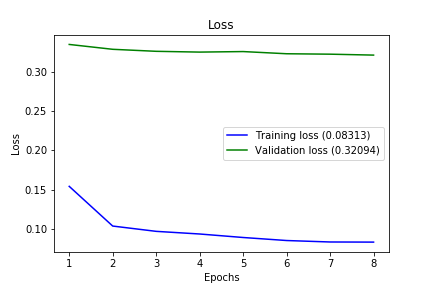 Loss
0.30
0.25
0.20
0.15
0.10
Loss
Training loss (0.08313)
Validation loss (0.32094)
1 2 3 4 5 6 7 8
Epochs